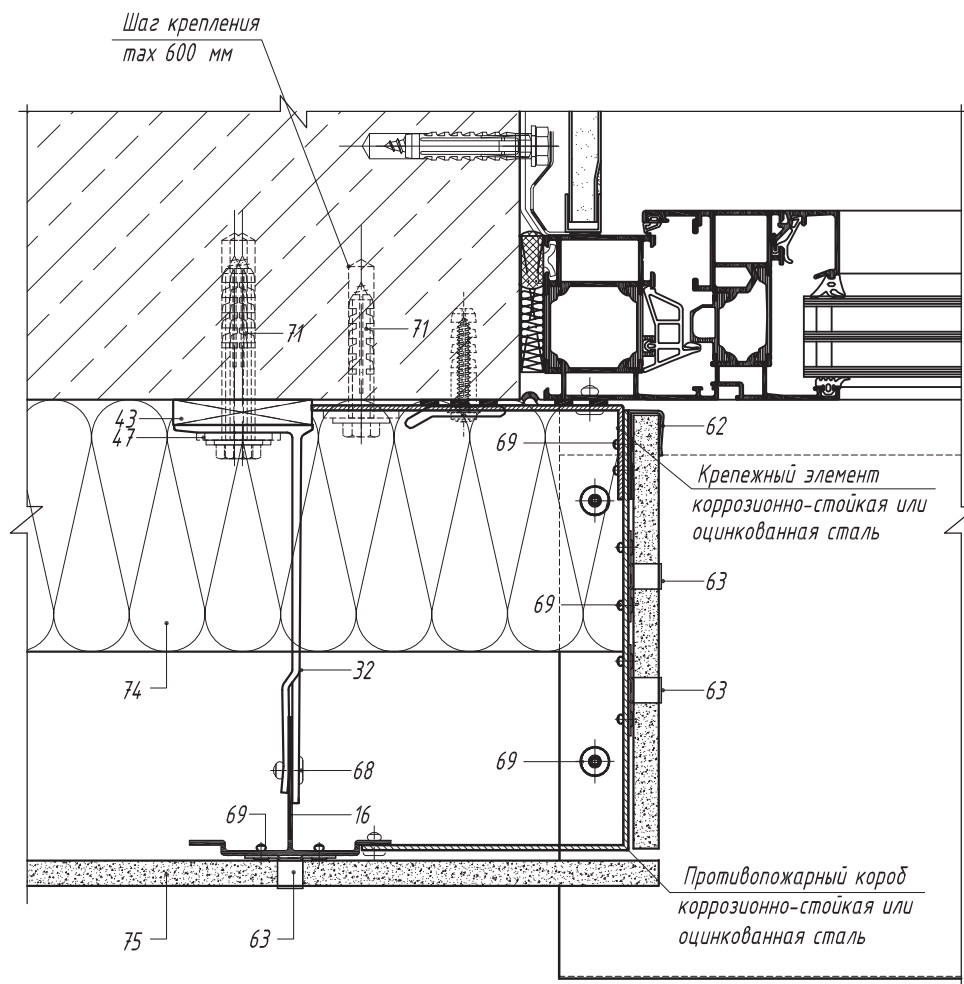 Шаг крепления
max 600 мм
71
71
43
47
69
62
Крепежный элемент
коррозионно-стойкая или
оцинкованная сталь
63
69
32
74
63
69
68
69
16
Противопожарный короб
коррозионно-стойкая или
оцинкованная сталь
75
63